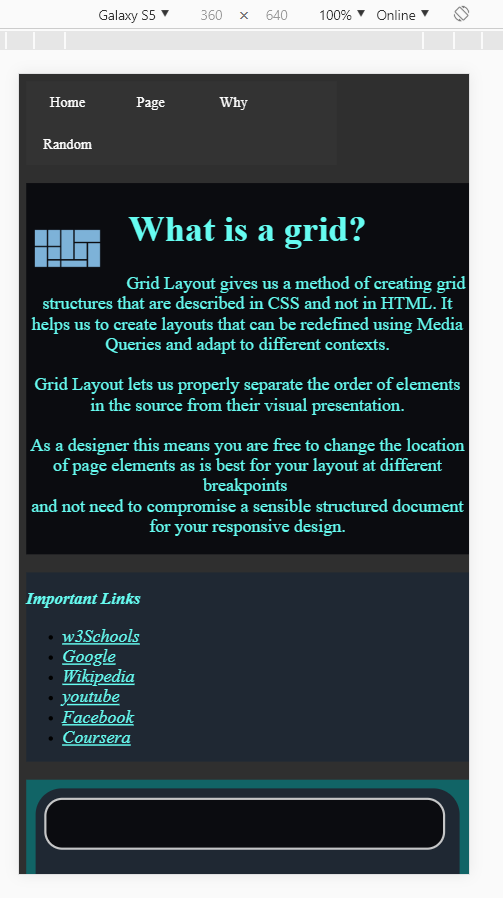 Galaxy S5 ▼ 360 × 640 100% ▼ Online ▼
Home Page Why
Random
What is a grid?
Grid Layout gives us a method of creating grid
structures that are described in CSS and not in HTML. It
helps us to create layouts that can be redefined using Media
Queries and adapt to different contexts.
Grid Layout lets us properly separate the order of elements
in the source from their visual presentation.
As a designer this means you are free to change the location
of page elements as is best for your layout at different
breakpoints
and not need to compromise a sensible structured document
for your responsive design.
Important Links
• w3Schools
• Google
• Wikipedia
• youtube
• Facebook
• Coursera